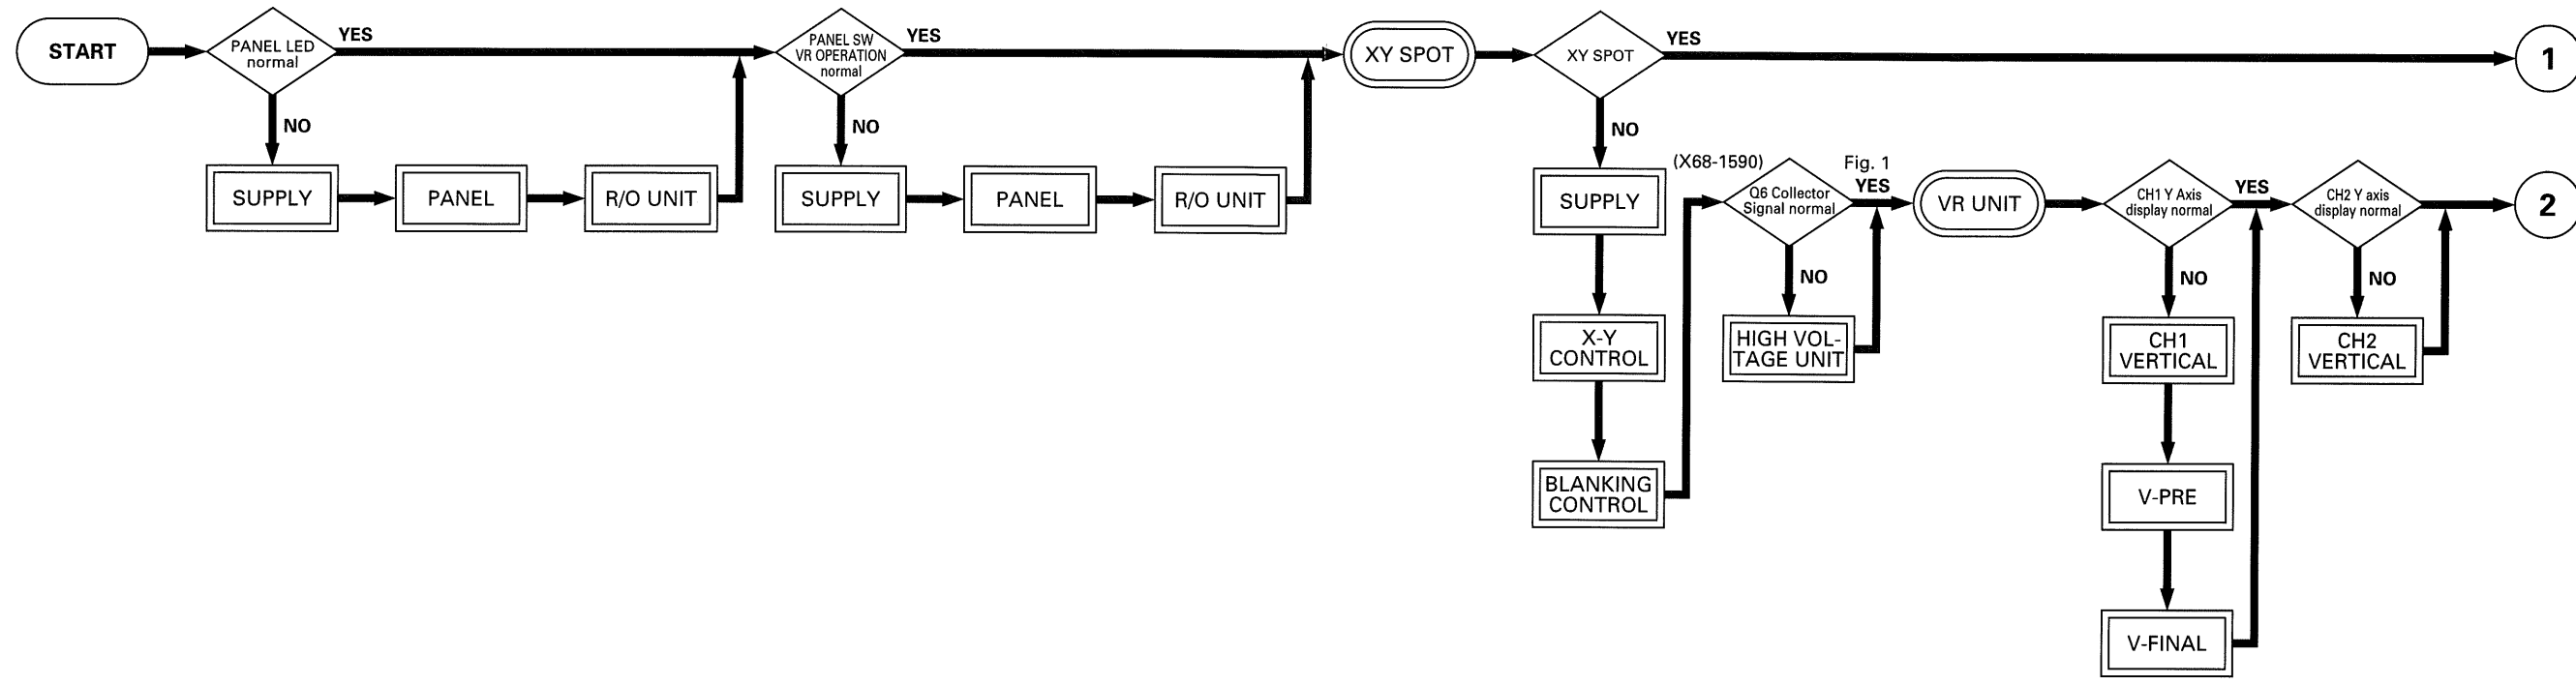 START
PANEL LED
normal
YES
NO
SUPPLY
PANEL
R/O UNIT
PANEL SW
VR OPERATION
normal
YES
NO
SUPPLY
PANEL
R/O UNIT
XY SPOT
XY SPOT
YES
1
NO
SUPPLY
X-Y
CONTROL
BLANKING
CONTROL
(X68-1590)
Q6 Collector
Signal normal
Fig. 1
YES
NO
HIGH VOL-
TAGE UNIT
VR UNIT
CH1 Y Axis
display normal
YES
NO
CH1
VERTICAL
V-PRE
V-FINAL
CH2 Y axis
display normal
NO
CH2
VERTICAL
2